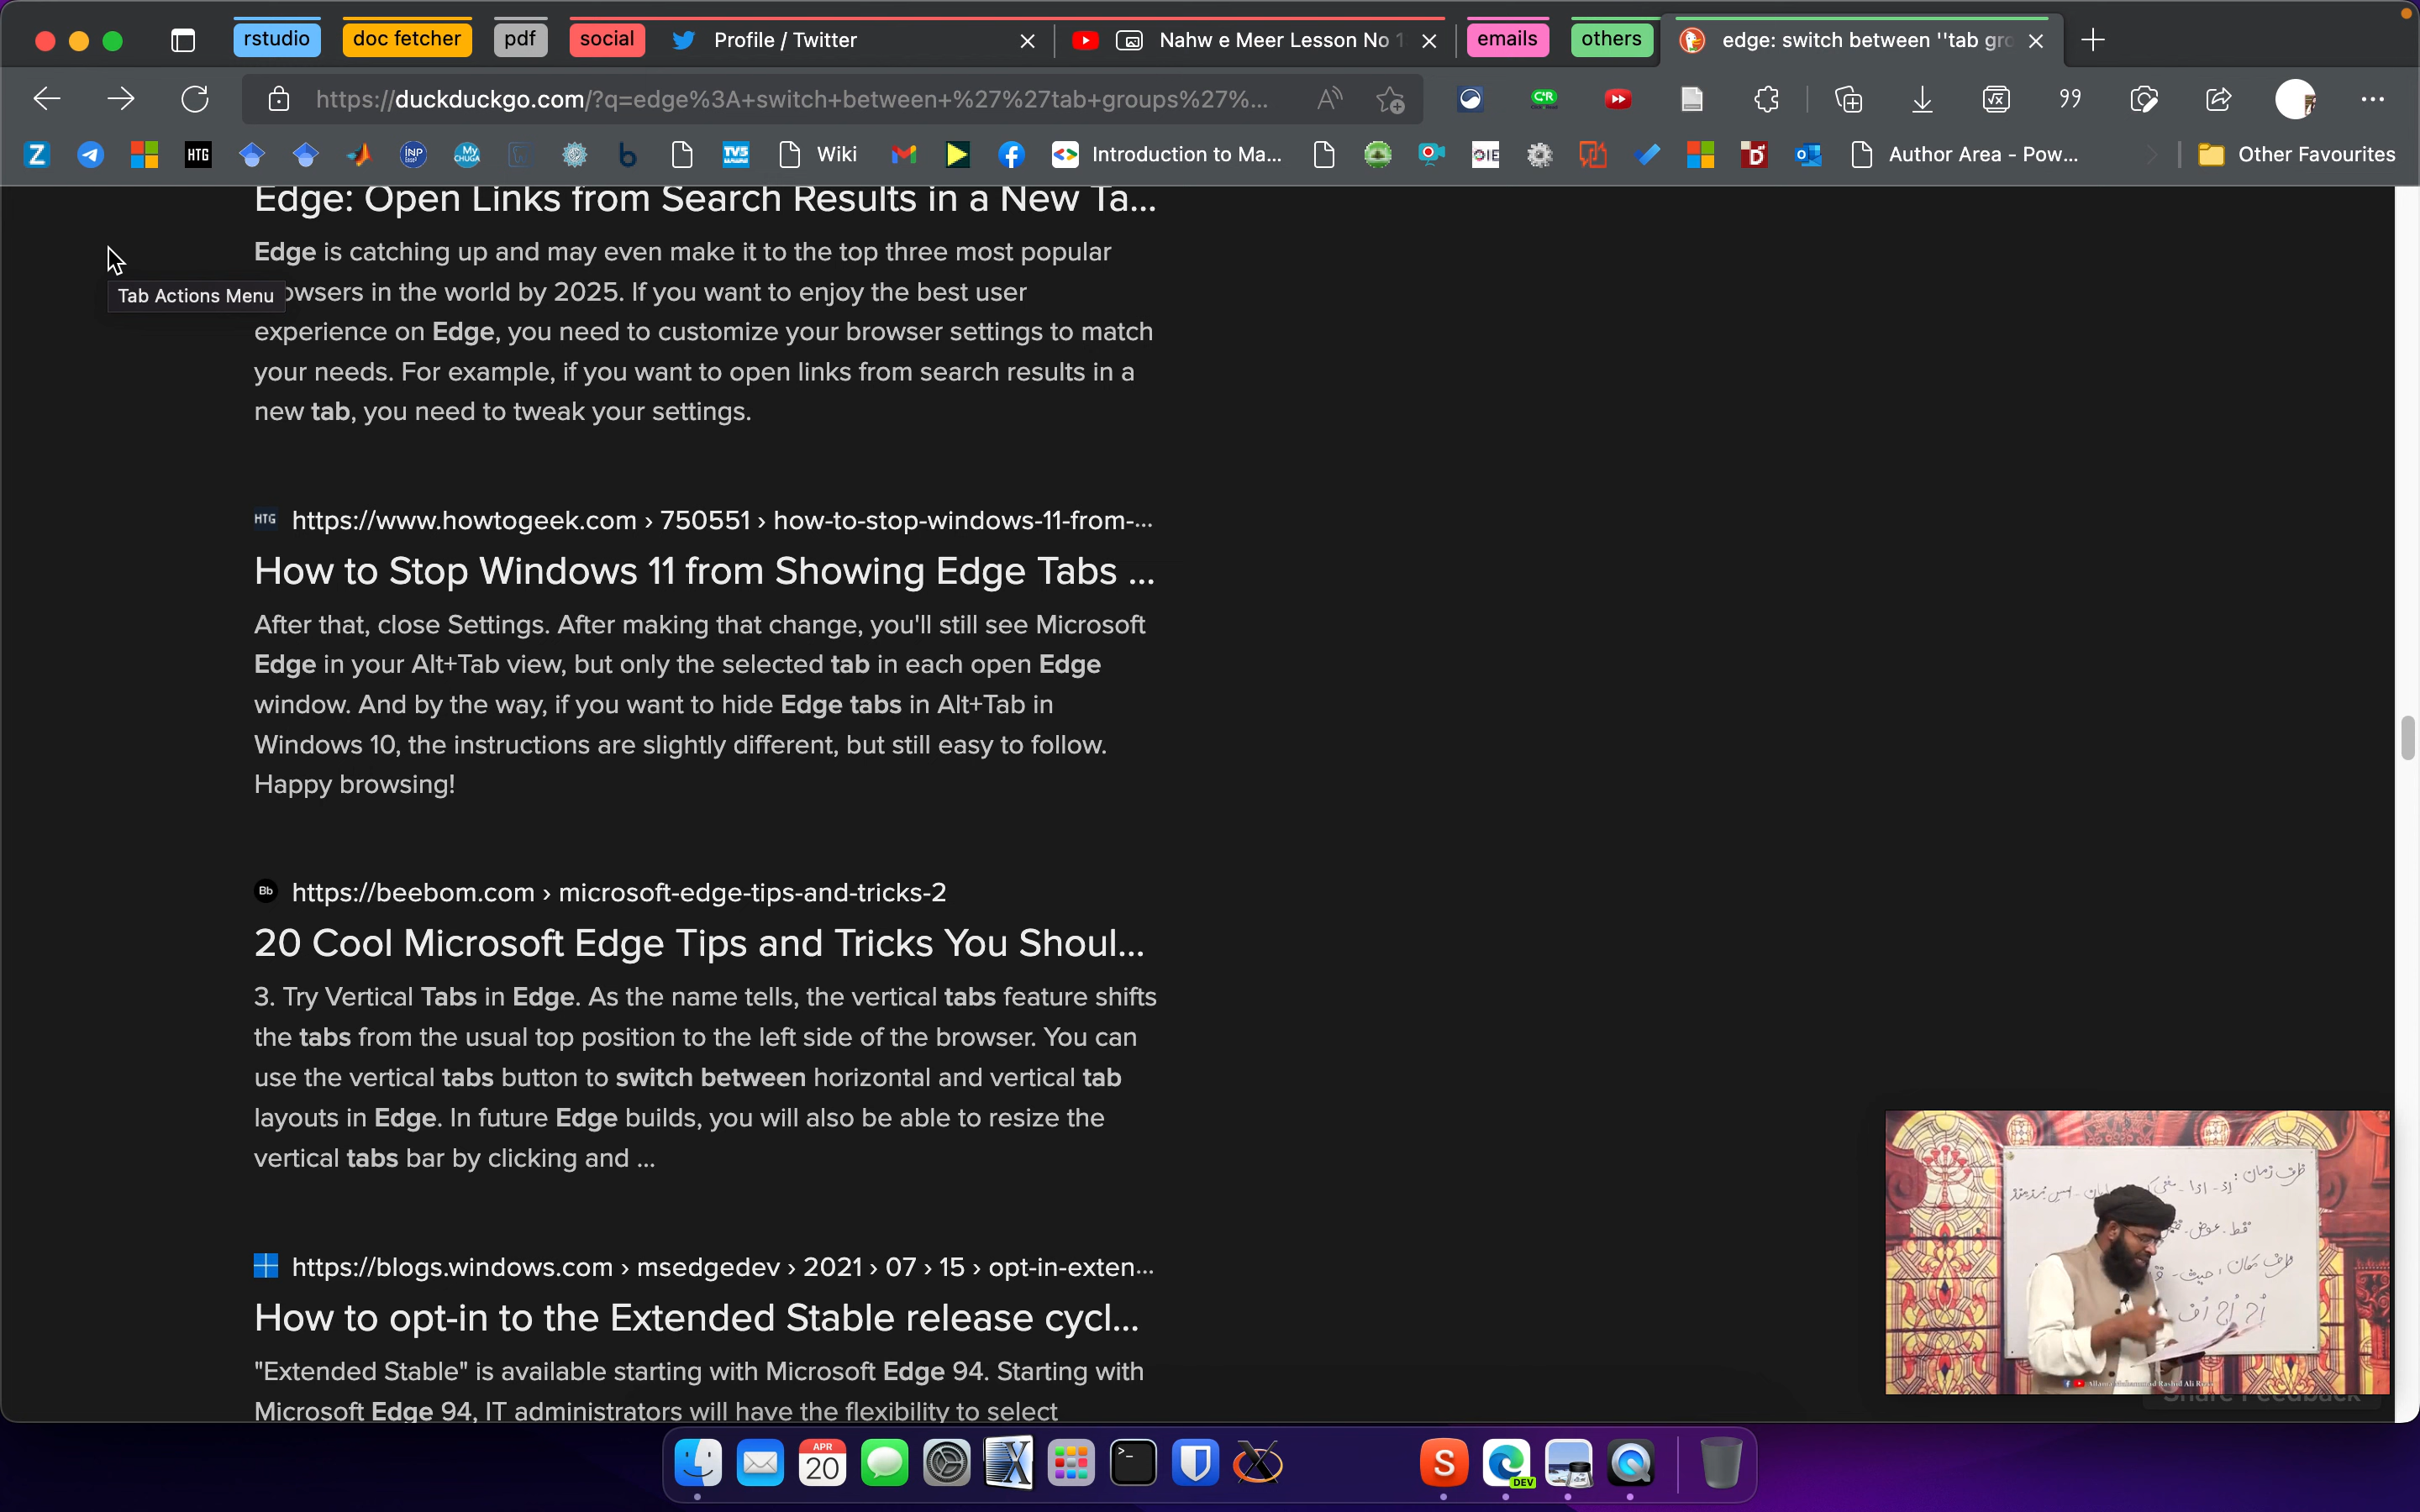 rstudio
doc fetcher
pdf
social
Profile / Twitter
Nahw e Meer Lesson No 1
emails
others
edge: switch between ''tab gro
https://duckduckgo.com/?q=edge%3A+switch+between+%27%27tab+groups%27%...
HTG
Wiki
Introduction to Ma...
Author Area - Pow...
Other Favourites
Edge: Open Links from Search Results in a New Ta...
Edge is catching up and may even make it to the top three most popular
Tab Actions Menu
owsers in the world by 2025. If you want to enjoy the best user
experience on Edge, you need to customize your browser settings to match
your needs. For example, if you want to open links from search results in a
new tab, you need to tweak your settings.
HTG https://www.howtogeek.com › 750551 › how-to-stop-windows-11-from-...
How to Stop Windows 11 from Showing Edge Tabs ...
After that, close Settings. After making that change, you'll still see Microsoft
Edge in your Alt+Tab view, but only the selected tab in each open Edge
window. And by the way, if you want to hide Edge tabs in Alt+Tab in
Windows 10, the instructions are slightly different, but still easy to follow.
Happy browsing!
Bb https://beebom.com › microsoft-edge-tips-and-tricks-2
20 Cool Microsoft Edge Tips and Tricks You Shoul...
3. Try Vertical Tabs in Edge. As the name tells, the vertical tabs feature shifts
the tabs from the usual top position to the left side of the browser. You can
use the vertical tabs button to switch between horizontal and vertical tab
layouts in Edge. In future Edge builds, you will also be able to resize the
vertical tabs bar by clicking and ...
https://blogs.windows.com › msedgedev › 2021 › 07 › 15 › opt-in-exten...
How to opt-in to the Extended Stable release cycl...
"Extended Stable" is available starting with Microsoft Edge 94. Starting with
Microsoft Edge 94, IT administrators will have the flexibility to select
ظرف زمان :
اذ - اذا -
قط . عوض .
ظرف مکان : حیث -
APR
20
DEV